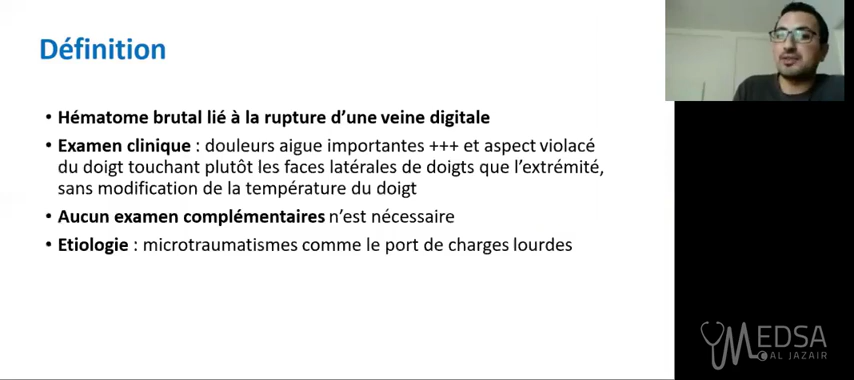 Définition
• Hématome brutal lié à la rupture d'une veine digitale
• Examen clinique : douleurs aigue importantes +++ et aspect violacé
du doigt touchant plutôt les faces latérales de doigts que l'extrémité,
sans modification de la température du doigt
• Aucun examen complémentaires n'est nécessaire
• Etiologie : microtraumatismes comme le port de charges lourdes
MEDSA
AL JAZAIR